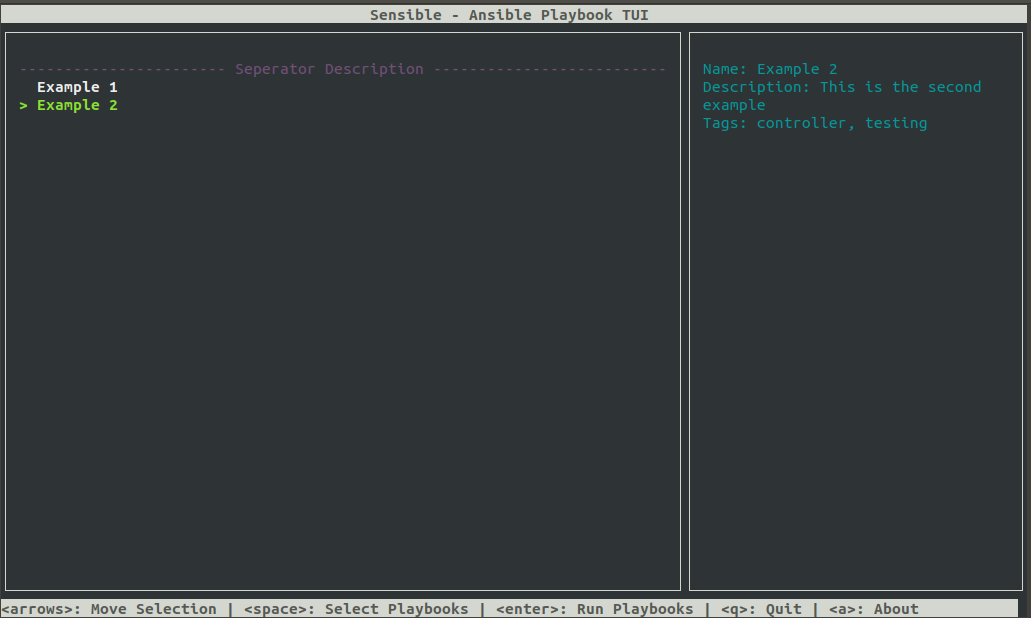 Sensible - Ansible Playbook TUI
----------------------- Seperator Description --------------------------
Example 1
> Example 2
Name: Example 2
Description: This is the second
example
Tags: controller, testing
<arrows>: Move Selection | <space>: Select Playbooks | <enter>: Run Playbooks | <q>: Quit | <a>: About